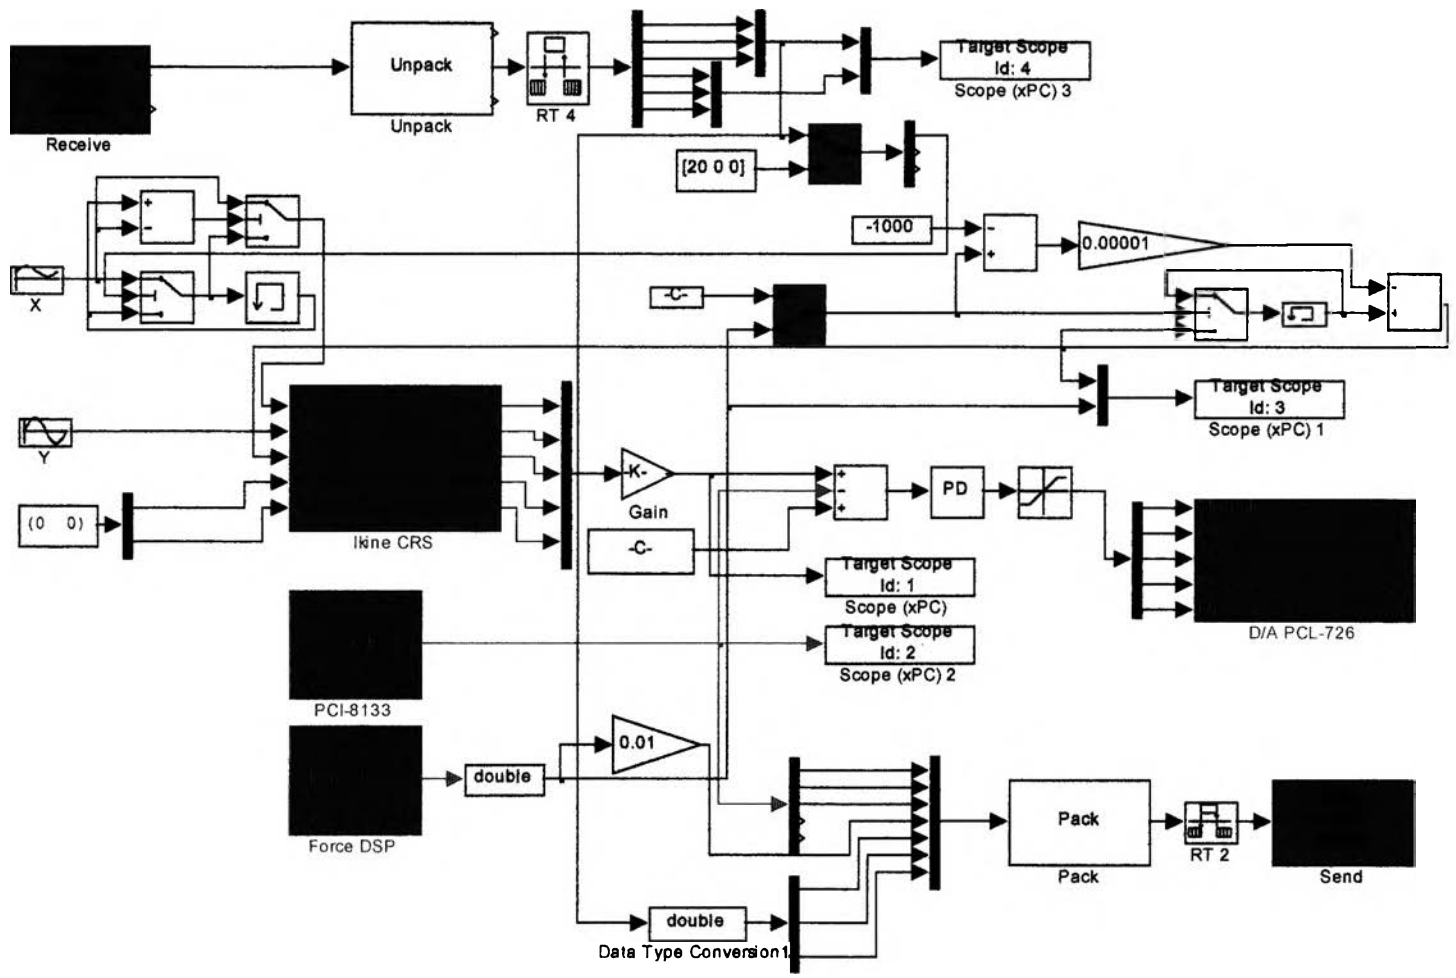 Receive
Unpack
Unpack
RT 4
Target Scope
Id: 4
Scope (xPC) 3
[20 0 0]
+
-
X
-1000
-
+
0.00001
-C-
-
+
Target Scope
Id: 3
Scope (xPC) 1
Y
(0 0)
Ikine CRS
-K-
Gain
-C-
+
-
+
PD
Target Scope
Id: 1
Scope (xPC)
Target Scope
Id: 2
Scope (xPC) 2
D/A PCL-726
PCI-8133
0.01
double
Force DSP
Pack
Pack
RT 2
Send
double
Data Type Conversion1